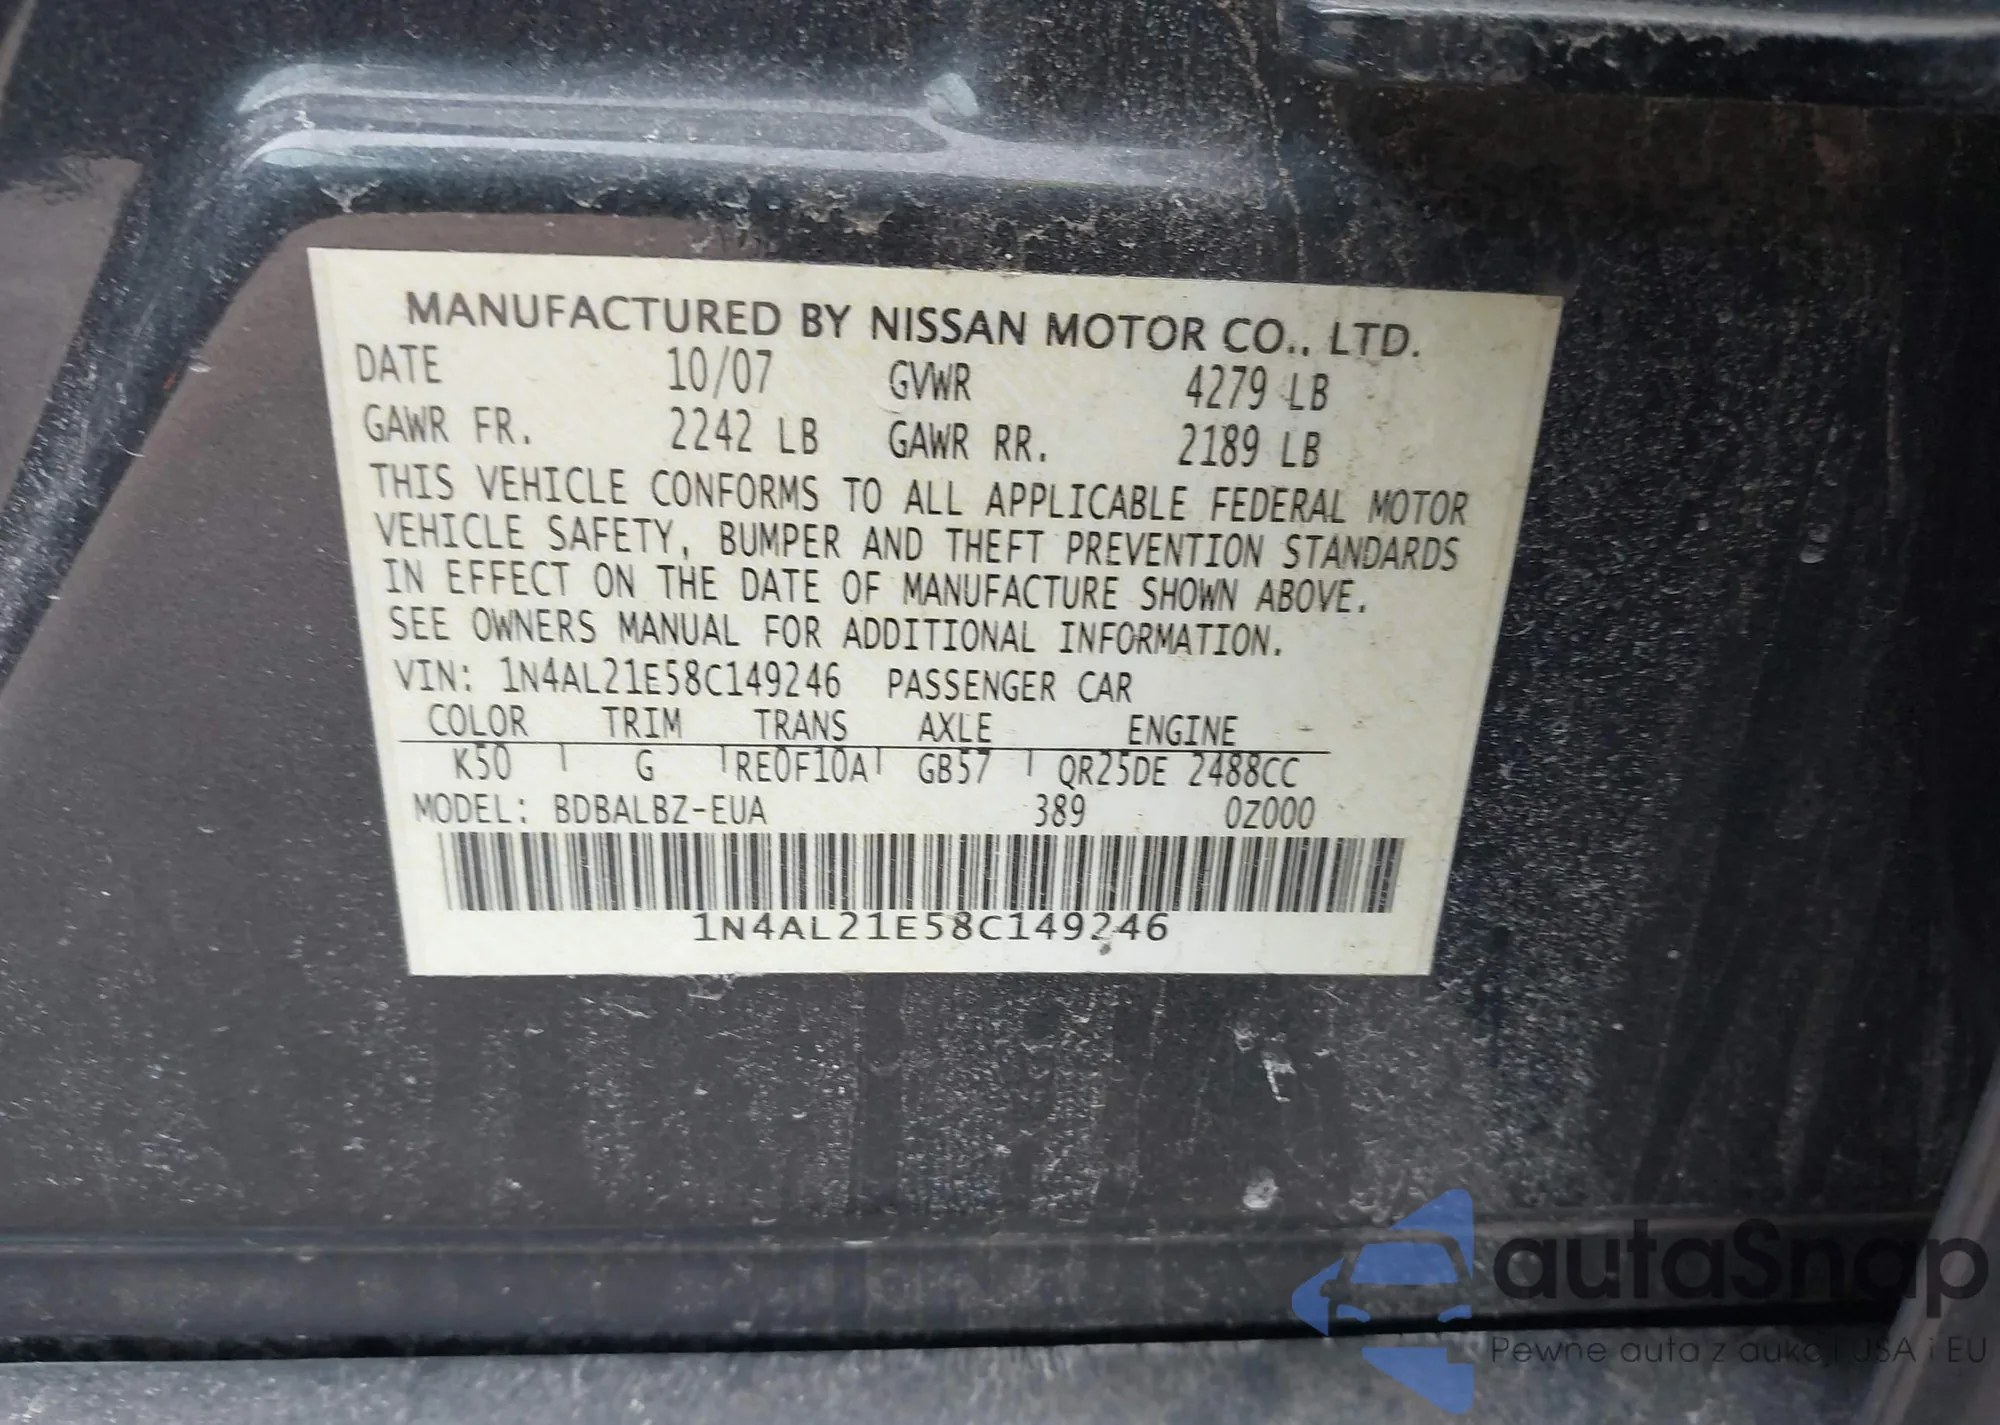 MANUFACTURED BY NISSAN MOTOR CO., LTD.
DATE 10/07 GVWR 4279 LB
GAWR FR. 2242 LB GAWR RR. 2189 LB
THIS VEHICLE CONFORMS TO ALL APPLICABLE FEDERAL MOTOR
VEHICLE SAFETY, BUMPER AND THEFT PREVENTION STANDARDS
IN EFFECT ON THE DATE OF MANUFACTURE SHOWN ABOVE.
SEE OWNERS MANUAL FOR ADDITIONAL INFORMATION.
VIN: 1N4AL21E58C149246 PASSENGER CAR
COLOR TRIM TRANS AXLE ENGINE
K50 G RE0F10A GB57 QR25DE 2488CC
MODEL: BDBALBZ-EUA 389 0Z000
1N4AL21E58C149246
autaSnap
Pewne auta z aukcji USA i EU